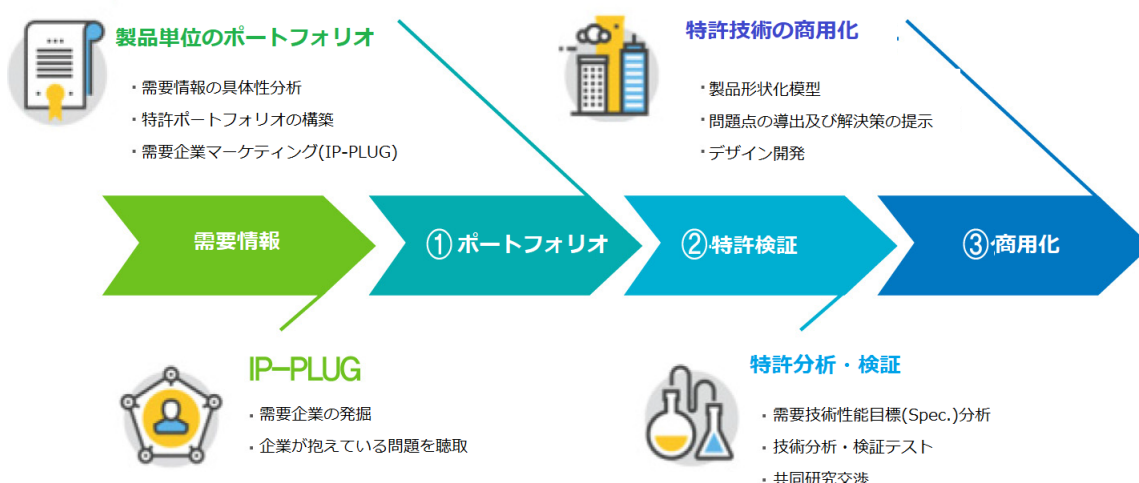 製品単位のポートフォリオ
・需要情報の具体性分析
・特許ポートフォリオの構築
・需要企業マーケティング(IP-PLUG)
特許技術の商用化
・製品形状化模型
・問題点の導出及び解決策の提示
・デザイン開発
需要情報
①ポートフォリオ
②特許検証
③商用化
IP-PLUG
・需要企業の発掘
・企業が抱えている問題を聴取
特許分析・検証
・需要技術性能目標(Spec.)分析
・技術分析・検証テスト
・共同研究交渉